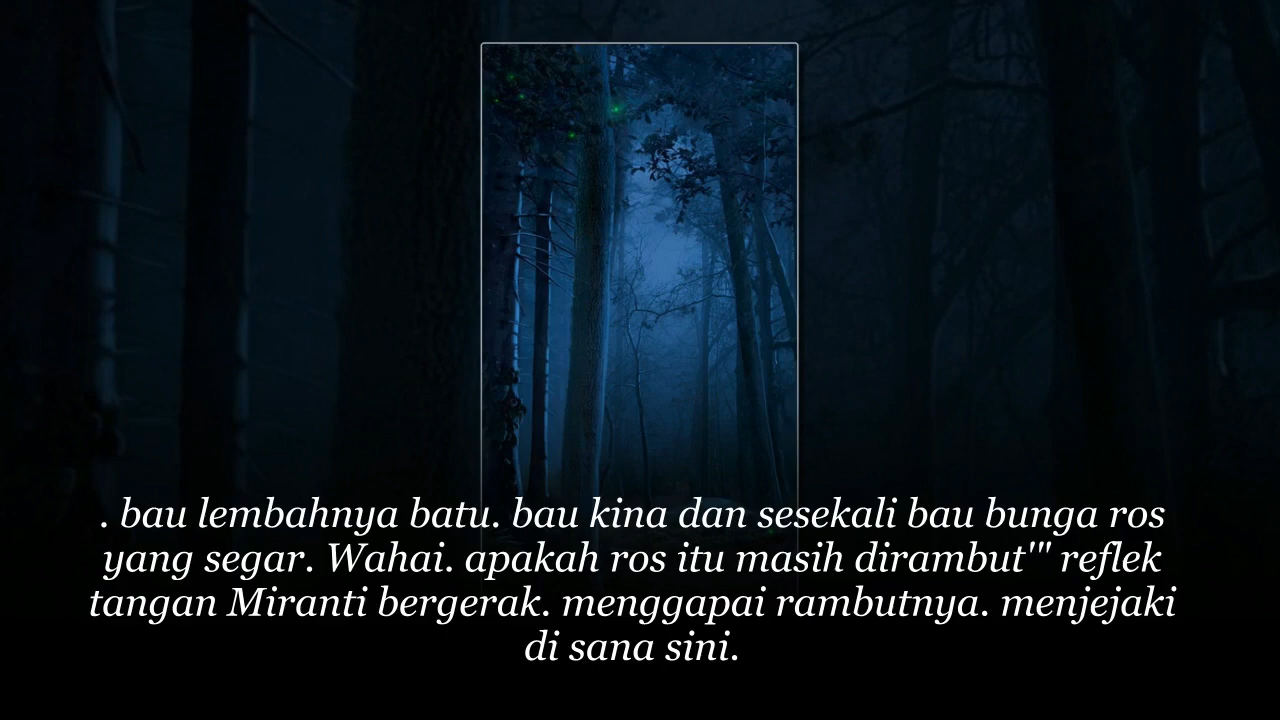 . bau lembahnya batu. bau kina dan sesekali bau bunga ros
yang segar. Wahai. apakah ros itu masih dirambut'" reflek
tangan Miranti bergerak. menggapai rambutnya. menjejaki
di sana sini.